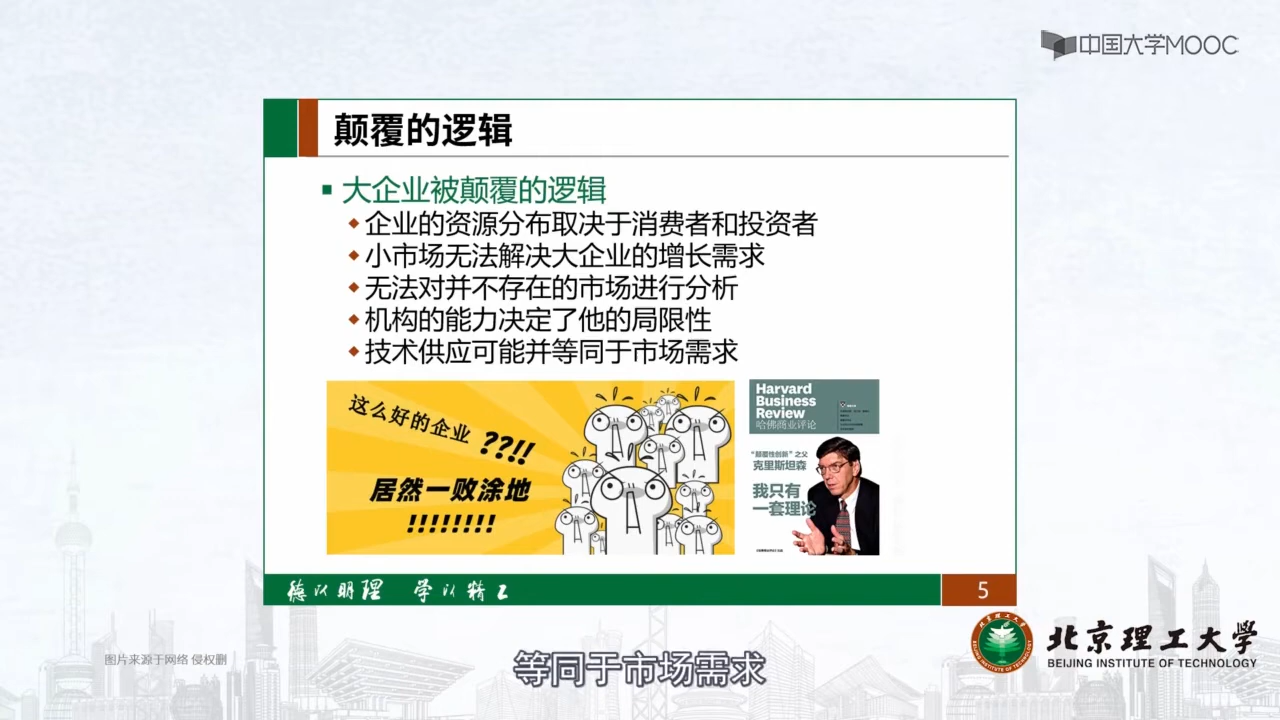 中国大学MOOC
颠覆的逻辑
大企业被颠覆的逻辑
企业的资源分布取决于消费者和投资者
小市场无法解决大企业的增长需求
无法对并不存在的市场进行分析
机构的能力决定了他的局限性
技术供应可能并等同于市场需求
这么好的企业
??!!
居然一败涂地
!!!!!!!!
Harvard
Business
Review
哈佛商业评论
“颠覆性创新”之父
克里斯坦森
我只有
一套理论
德以明理 学以精工
5
北京理工大学
BEIJING INSTITUTE OF TECHNOLOGY
图片来源于网络 侵权删
等同于市场需求